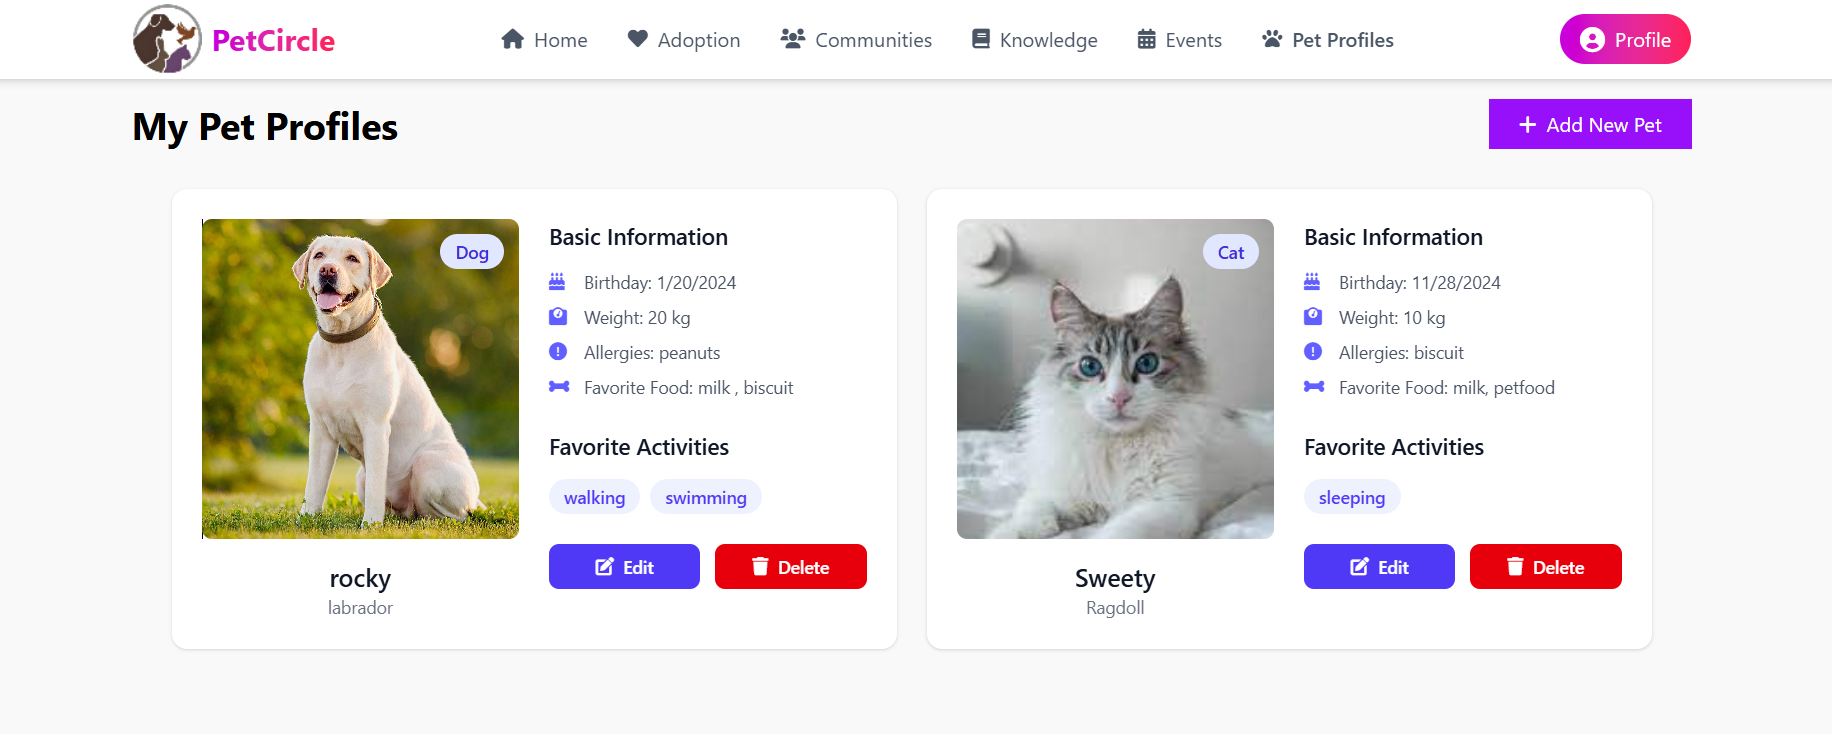 PetCircle
Home
Adoption
Communities
Knowledge
Events
Pet Profiles
Profile
My Pet Profiles
Add New Pet
Dog
rocky
labrador
Basic Information
Birthday: 1/20/2024
Weight: 20 kg
Allergies: peanuts
Favorite Food: milk , biscuit
Favorite Activities
walking
swimming
Edit
Delete
Cat
Sweety
Ragdoll
Basic Information
Birthday: 11/28/2024
Weight: 10 kg
Allergies: biscuit
Favorite Food: milk, petfood
Favorite Activities
sleeping
Edit
Delete